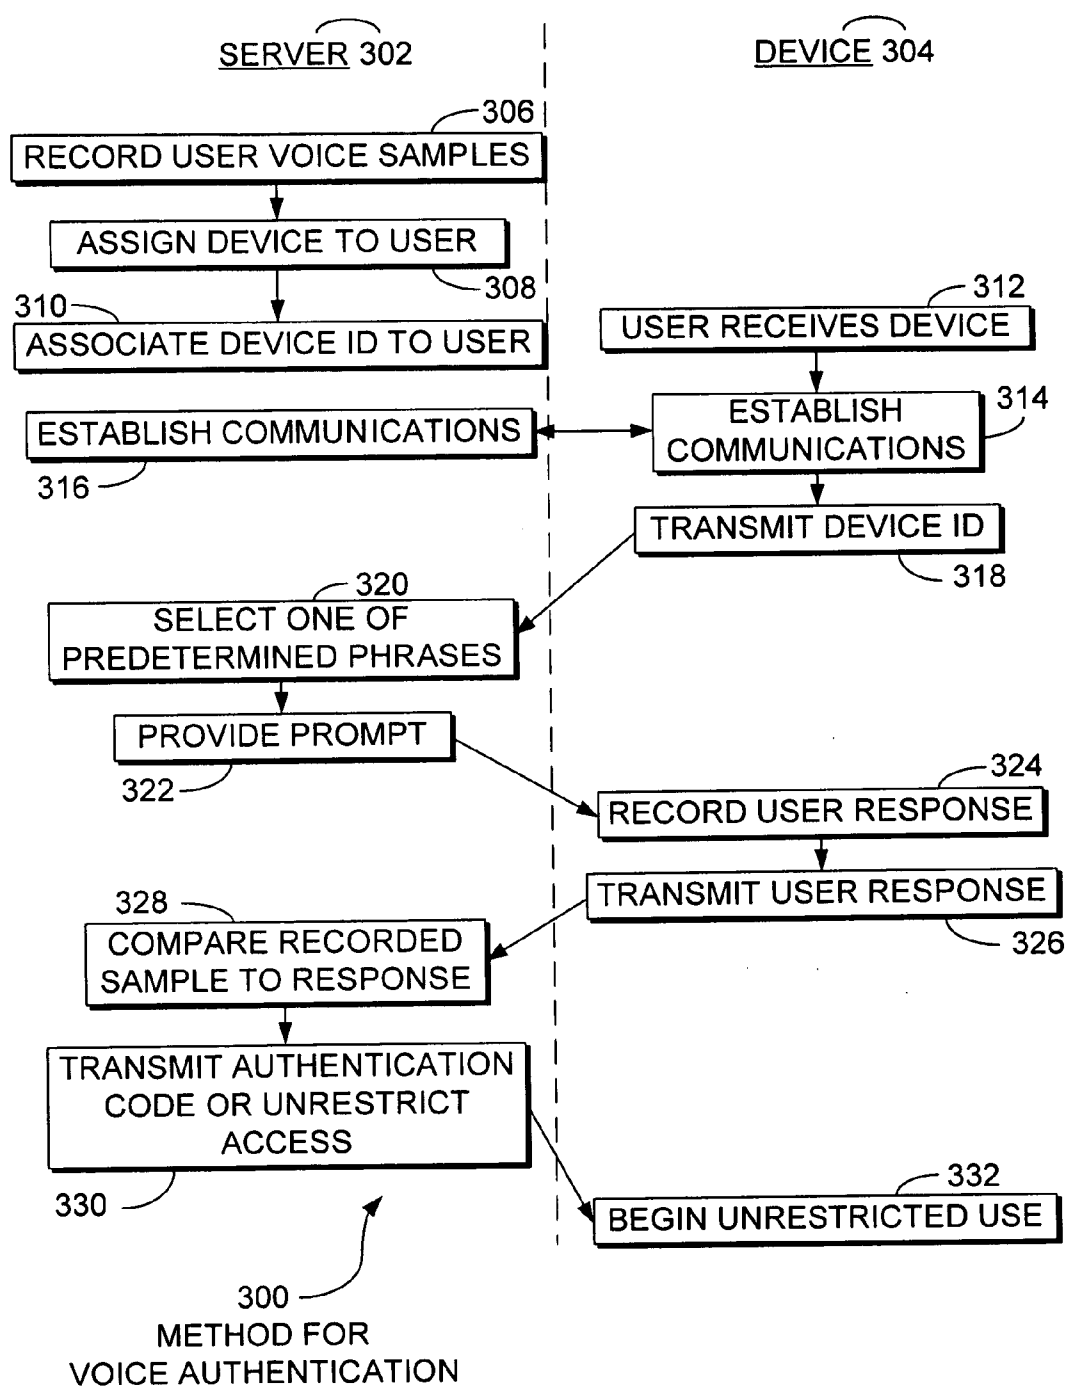 SERVER 302
DEVICE 304
306
RECORD USER VOICE SAMPLES
ASSIGN DEVICE TO USER
308
310
ASSOCIATE DEVICE ID TO USER
312
USER RECEIVES DEVICE
314
ESTABLISH
COMMUNICATIONS
ESTABLISH COMMUNICATIONS
316
TRANSMIT DEVICE ID
318
320
SELECT ONE OF
PREDETERMINED PHRASES
PROVIDE PROMPT
322
324
RECORD USER RESPONSE
TRANSMIT USER RESPONSE
326
328
COMPARE RECORDED
SAMPLE TO RESPONSE
TRANSMIT AUTHENTICATION
CODE OR UNRESTRICT
ACCESS
330
332
BEGIN UNRESTRICTED USE
300
METHOD FOR
VOICE AUTHENTICATION